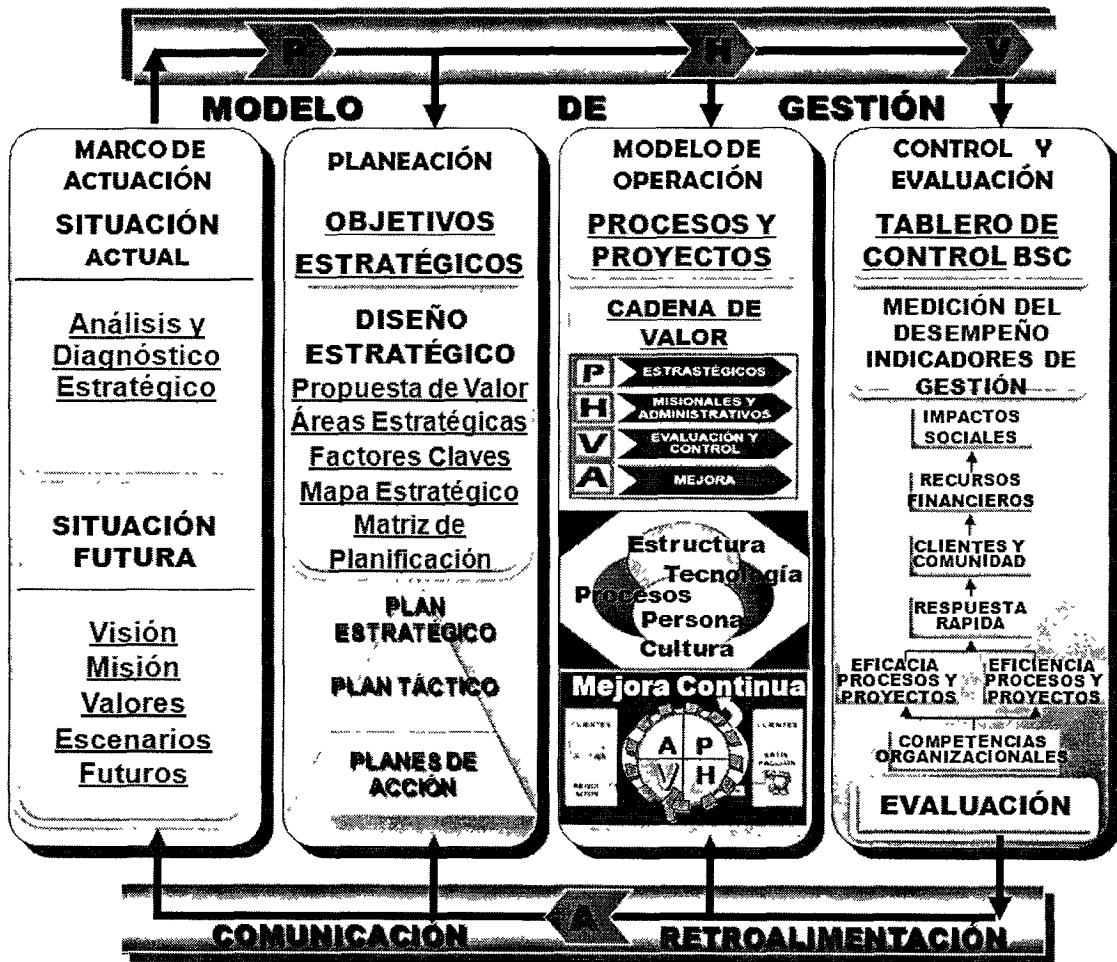 P
H
V
MODELO DE GESTIÓN
MARCO DE
ACTUACIÓN
SITUACIÓN
ACTUAL
Análisis y
Diagnóstico
Estratégico
SITUACIÓN
FUTURA
Visión
Misión
Valores
Escenarios
Futuros
PLANEACIÓN
OBJETIVOS
ESTRATÉGICOS
DISEÑO
ESTRATÉGICO
Propuesta de Valor
Áreas Estratégicas
Factores Claves
Mapa Estratégico
Matriz de
Planificación
PLAN
ESTRATÉGICO
PLAN TÁCTICO
PLANES DE
ACCIÓN
MODELO DE
OPERACIÓN
PROCESOS Y
PROYECTOS
CADENA DE
VALOR
P ESTRASTÉGICOS
H MISIONALES Y
ADMINISTRATIVOS
V EVALUACIÓN Y
CONTROL
A MEJORA
Estructura
Tecnología
Procesos
Persona
Cultura
Mejora Continua
CLIENTES
CLIENTES
A P
V H
CONTROL Y
EVALUACIÓN
TABLERO DE
CONTROL BSC
MEDICIÓN DEL
DESEMPEÑO
INDICADORES DE
GESTIÓN
IMPACTOS
SOCIALES
RECURSOS
FINANCIEROS
CLIENTES Y
COMUNIDAD
RESPUESTA
RAPIDA
EFICACIA
PROCESOS Y
PROYECTOS
EFICIENCIA
PROCESOS Y
PROYECTOS
COMPETENCIAS
ORGANIZACIONALES
EVALUACIÓN
A
COMUNICACIÓN RETROALIMENTACIÓN